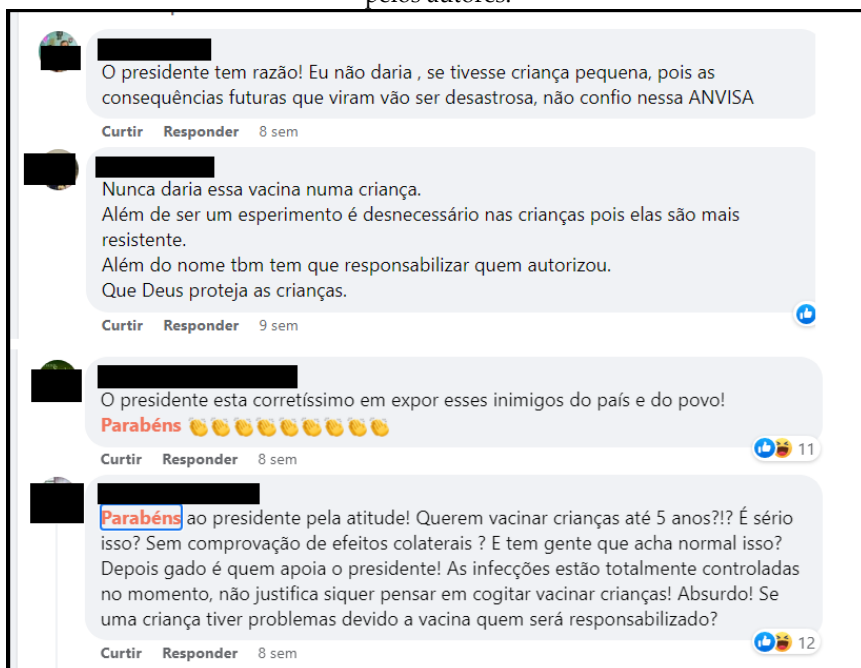 pelos autores.
O presidente tem razão! Eu não daria , se tivesse criança pequena, pois as
consequências futuras que viram vão ser desastrosa, não confio nessa ANVISA
Curtir Responder 8 sem
Nunca daria essa vacina numa criança.
Além de ser um esperimento é desnecessário nas crianças pois elas são mais
resistente.
Além do nome tbm tem que responsabilizar quem autorizou.
Que Deus proteja as crianças.
Curtir Responder 9 sem
O presidente esta corretíssimo em expor esses inimigos do país e do povo!
Parabéns 👏👏👏👏👏👏👏👏👏
11
Curtir Responder 8 sem
Parabéns ao presidente pela atitude! Querem vacinar crianças até 5 anos?!? É sério
isso? Sem comprovação de efeitos colaterais ? E tem gente que acha normal isso?
Depois gado é quem apoia o presidente! As infecções estão totalmente controladas
no momento, não justifica siquer pensar em cogitar vacinar crianças! Absurdo! Se
uma criança tiver problemas devido a vacina quem será responsabilizado?
12
Curtir Responder 8 sem